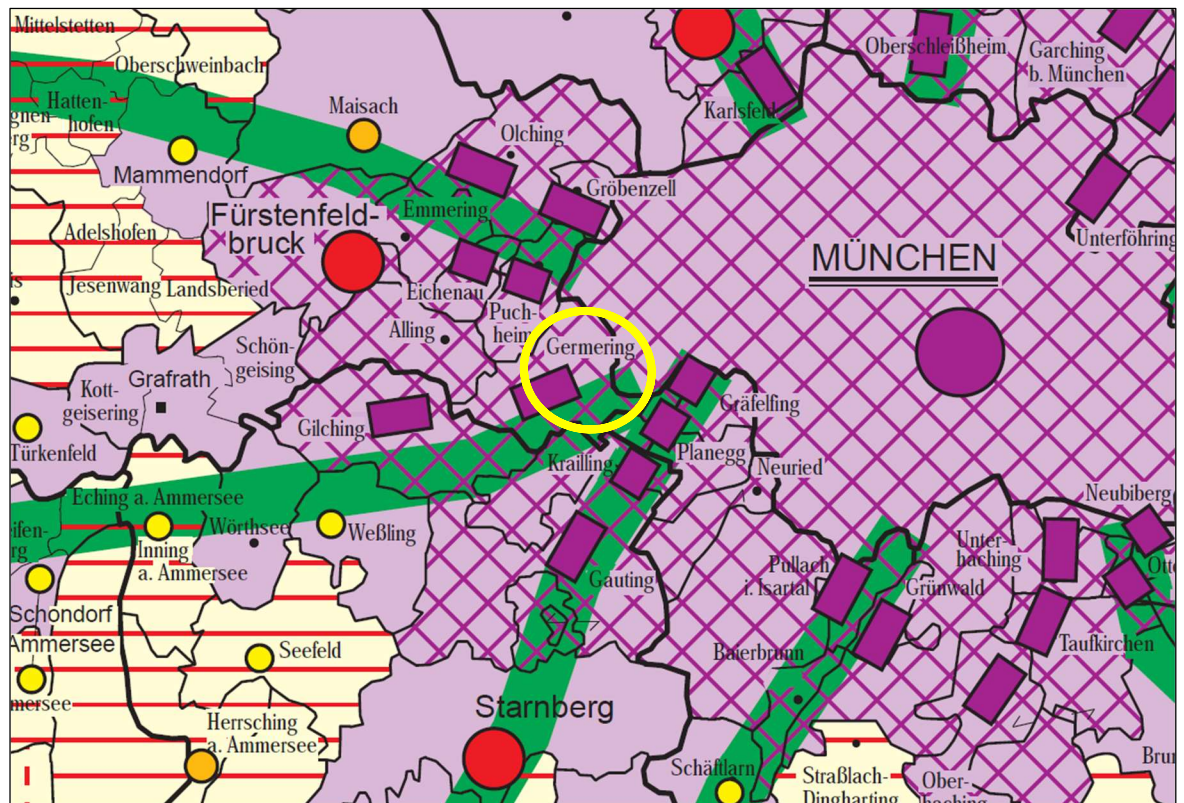 Mittelstetten
Oberschweinbach
Hatten-
hofen
Mammendorf
Maisach
Olching
Gröbenzell
Karlsfeld
Oberschleißheim
Garching
b. München
Unterföhring
Fürstenfeld-
bruck
Emmering
Eichenau
Puch-
heim
Alling
Adelshofen
Jesenwang
Landsberied
MÜNCHEN
Germering
Schön-
geising
Grafrath
Kott-
geisering
Türkenfeld
Gilching
Gräfelfing
Planegg
Krailling
Neuried
Neubiberg
Eching a. Ammersee
Wörthsee
Weßling
Inning
a. Ammersee
Schondorf
Ammersee
Seefeld
Herrsching
a. Ammersee
Gauting
Pullach
i. Isartal
Grünwald
Unter-
haching
Taufkirchen
Baierbrunn
Starnberg
Schäftlarn
Straßlach-
Dingharting
Ober-
haching